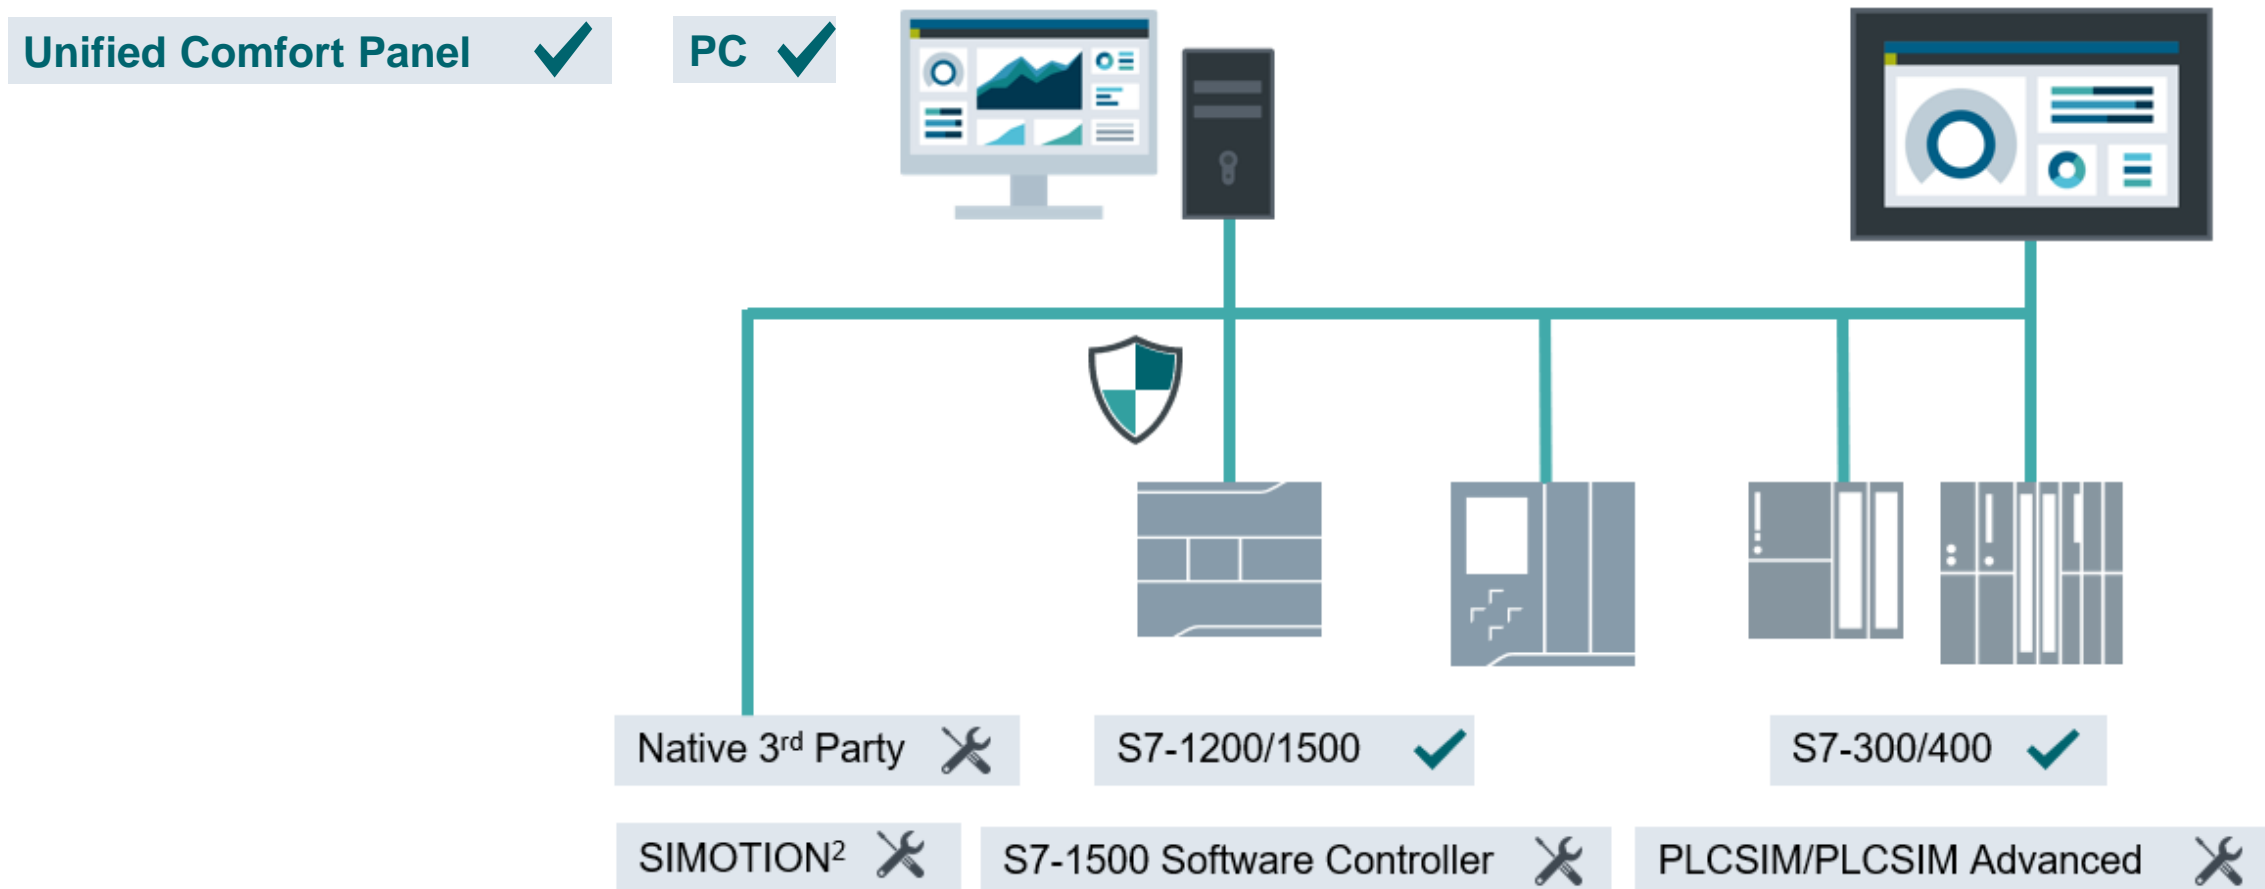 Unified Comfort Panel
PC
Native 3rd Party
S7-1200/1500
S7-300/400
SIMOTION²
S7-1500 Software Controller
PLCSIM/PLCSIM Advanced